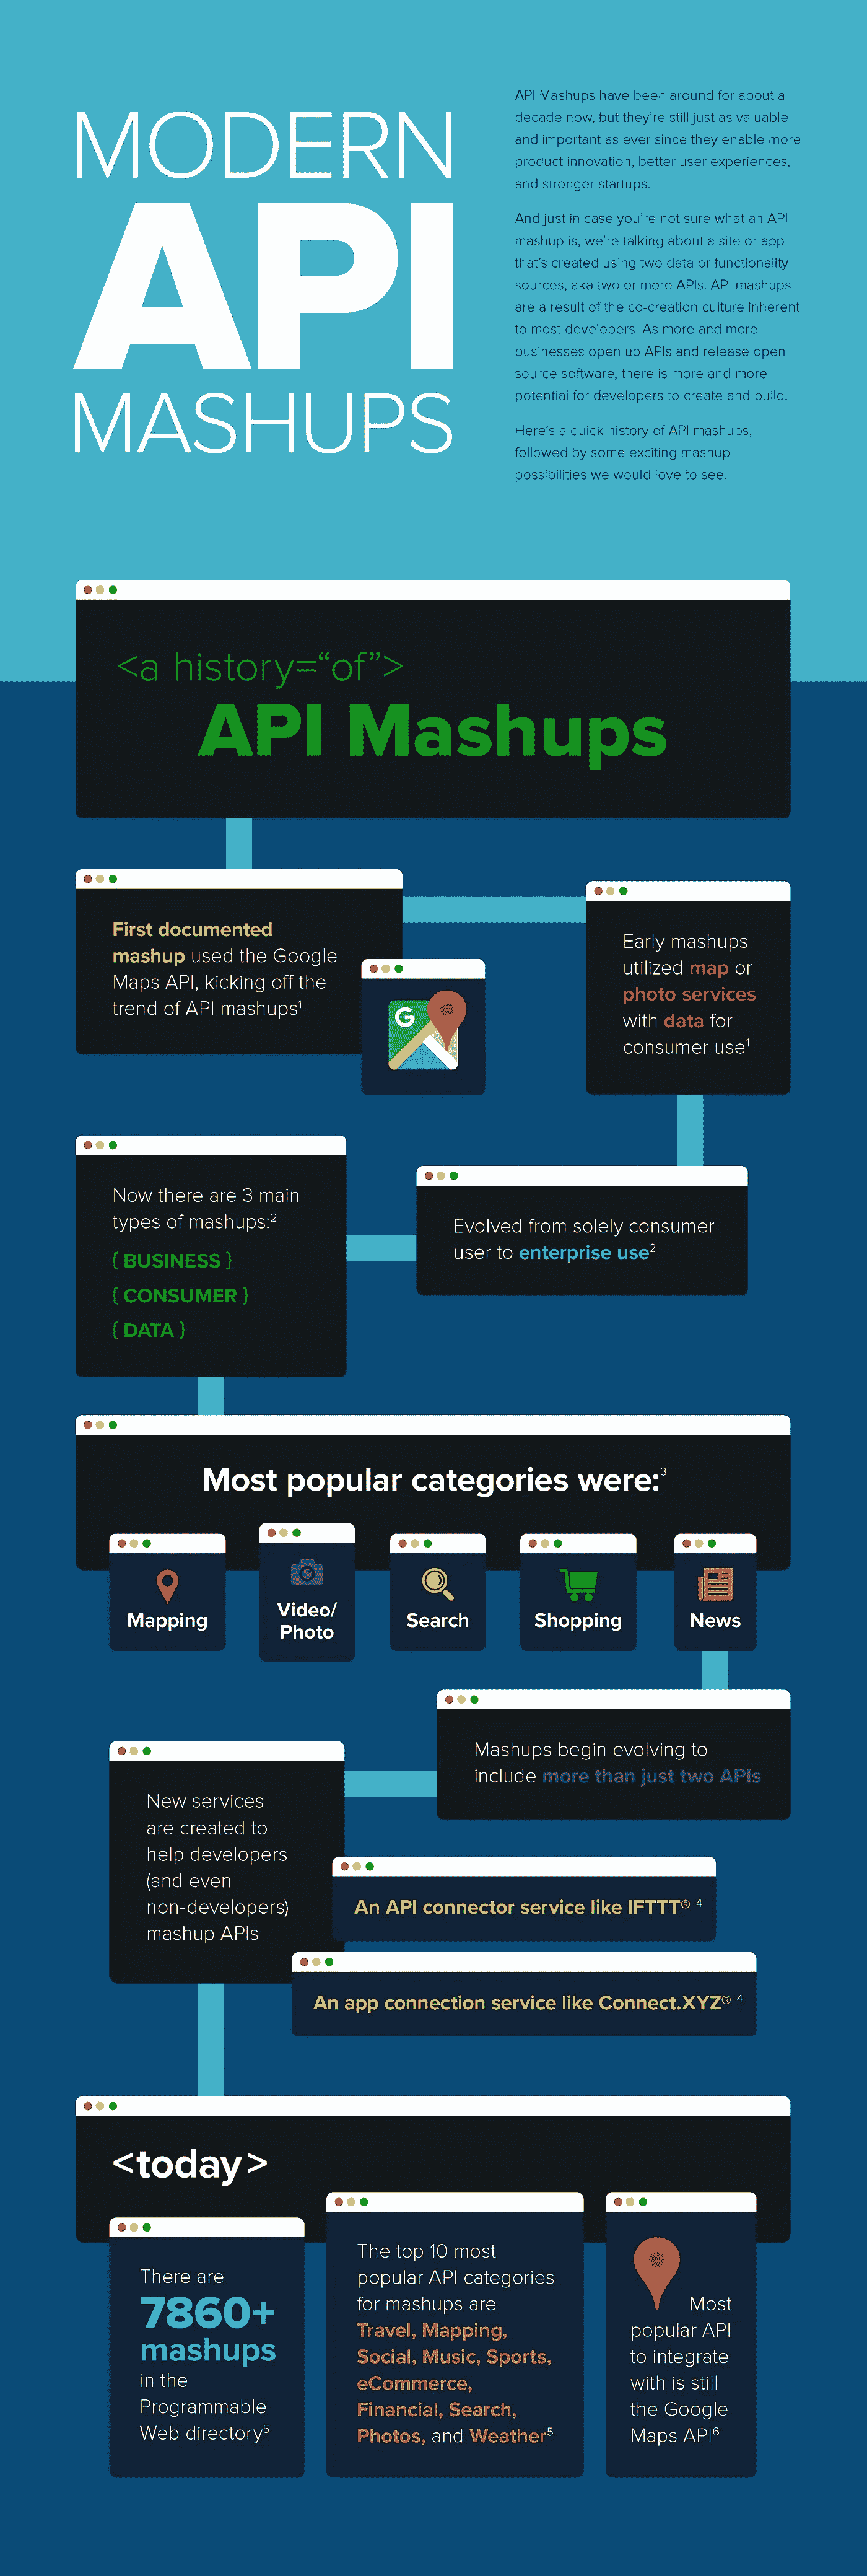 MODERN
API
MASHUPS
API Mashups have been around for about a
decade now, but they're still just as valuable
and important as ever since they enable more
product innovation, better user experiences,
and stronger startups.
And just in case you're not sure what an API
mashup is, we're talking about a site or app
that's created using two data or functionality
sources, aka two or more APIs. API mashups
are a result of the co-creation culture inherent
to most developers. As more and more
businesses open up APIs and release open
source software, there is more and more
potential for developers to create and build.
Here's a quick history of API mashups,
followed by some exciting mashup
possibilities we would love to see.
<a history=“of”>
API Mashups
First documented
mashup used the Google
Maps API, kicking off the
trend of API mashups¹
G
Early mashups
utilized map or
photo services
with data for
consumer use¹
Now there are 3 main
types of mashups:²
{ BUSINESS }
{ CONSUMER }
{ DATA }
Evolved from solely consumer
user to enterprise use²
Most popular categories were:³
Mapping
Video/
Photo
Search
Shopping
News
Mashups begin evolving to
include more than just two APIs
New services
are created to
help developers
(and even
non-developers)
mashup APIs
An API connector service like IFTTT® ⁴
An app connection service like Connect.XYZ® ⁴
<today>
There are
7860+
mashups
in the
Programmable
Web directory⁵
The top 10 most
popular API categories
for mashups are
Travel, Mapping,
Social, Music, Sports,
eCommerce,
Financial, Search,
Photos, and Weather⁵
Most
popular API
to integrate
with is still
the Google
Maps API⁶